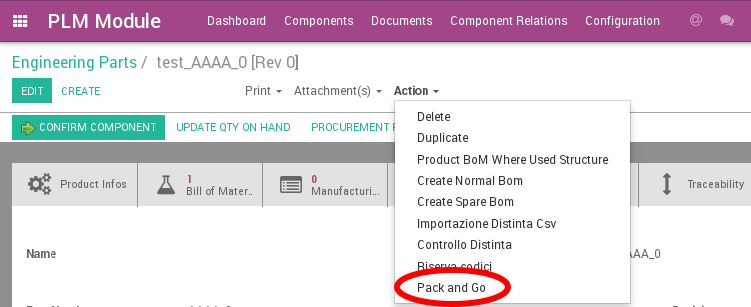 PLM Module Dashboard Components Documents Component Relations Configuration @
Engineering Parts / test_AAAA_0 [Rev 0]
EDIT CREATE Print Attachment(s) Action
Delete
CONFIRM COMPONENT UPDATE QTY ON HAND PROCUREMENT
Duplicate
Product BoM Where Used Structure
Product Infos
1
Bill of Mater..
0
Manufacturi...
Create Normal Bom
Create Spare Bom
Traceability
Importazione Distinta Csv
Controllo Distinta
Name AAA_0
Riserva codici
Pack and Go